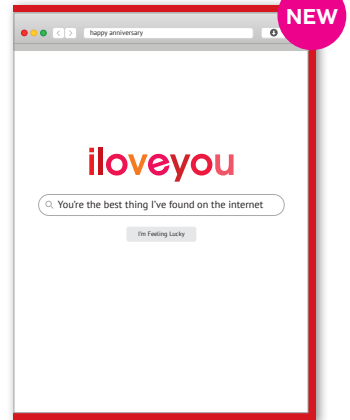 NEW
happy anniversary
iloveyou
You're the best thing I've found on the internet
I'm Feeling Lucky